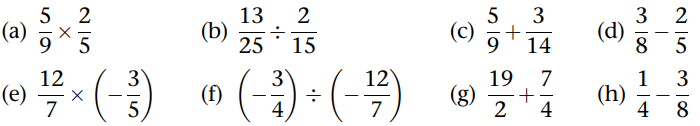 (a) 5/9 × 2/5 (b) 13/25 ÷ 2/15 (c) 5/9 + 3/14 (d) 3/8 − 2/5
(e) 12/7 × (−3/5) (f) (−3/4) ÷ (−12/7) (g) 19/2 + 7/4 (h) 1/4 − 3/8